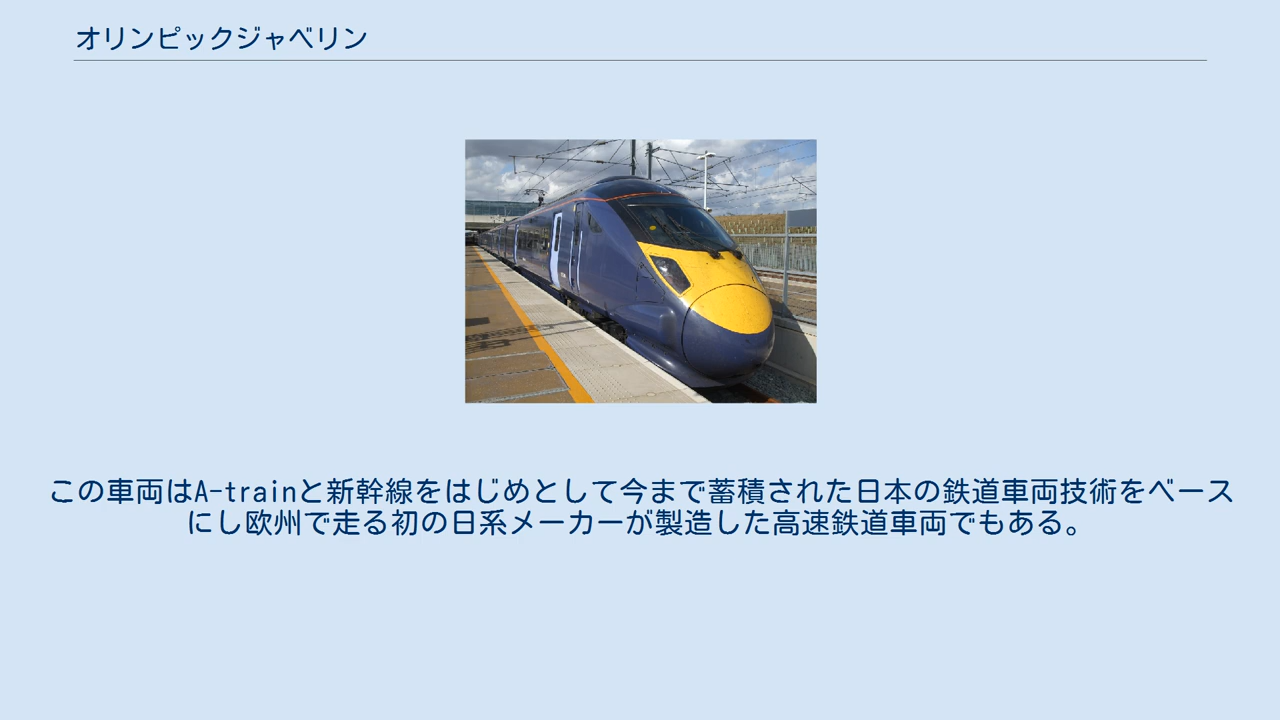 オリンピックジャベリン
この車両はA-trainと新幹線をはじめとして今まで蓄積された日本の鉄道車両技術をベース
にし欧州で走る初の日系メーカーが製造した高速鉄道車両でもある。